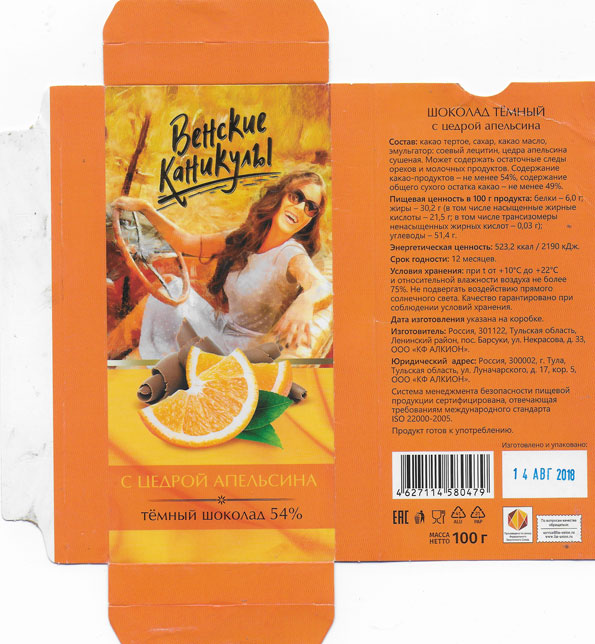 Венские
Каникулы
С ЦЕДРОЙ АПЕЛЬСИНА
ТЁМНЫЙ ШОКОЛАД 54%
ШОКОЛАД ТЁМНЫЙ
с цедрой апельсина
Состав: какао тертое, сахар, какао масло,
эмульгатор: соевый лецитин, цедра апельсина
сушеная. Может содержать остаточные следы
орехов и молочных продуктов. Содержание
какао-продуктов – не менее 54%, содержание
общего сухого остатка какао – не менее 49%.
Пищевая ценность в 100 г продукта: белки – 6,0 г;
жиры – 30,2 г (в том числе насыщенные жирные
кислоты – 21,5 г; в том числе трансизомеры
ненасыщенных жирных кислот – 0,03 г);
углеводы – 51,4 г.
Энергетическая ценность: 523,2 ккал / 2190 кДж.
Срок годности: 12 месяцев.
Условия хранения: при t от +10°C до +22°C
и относительной влажности воздуха не более
75%. Не подвергать воздействию прямого
солнечного света. Качество гарантировано при
соблюдении условий хранения.
Дата изготовления указана на коробке.
Изготовитель: Россия, 301122, Тульская область,
Ленинский район, пос. Барсуки, ул. Некрасова, д. 33,
ООО «КФ АЛКИОН».
Юридический адрес: Россия, 300002, г. Тула,
Тульская область, ул. Луначарского, д. 17, кор. 5,
ООО «КФ АЛКИОН».
Система менеджмента безопасности пищевой
продукции сертифицирована, отвечающая
требованиям международного стандарта
ISO 22000-2005.
Продукт готов к употреблению.
Изготовлено и упаковано:
14 АВГ 2018
4 627114 580479
EAC
41
ALU
21
PAP
МАССА
НЕТТО 100 г
По вопросам качества
обращения: